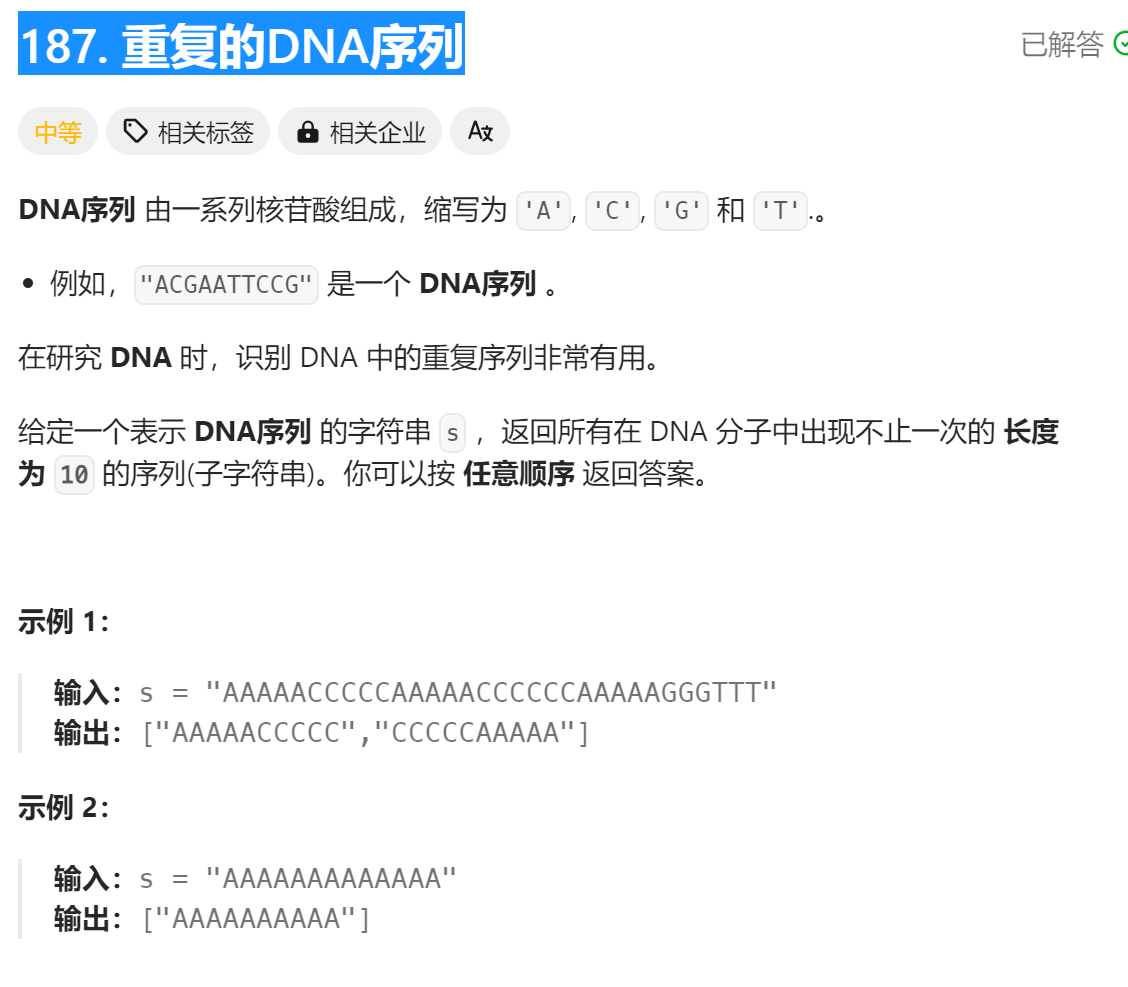 187. 重复的DNA序列
已解答
中等 相关标签 相关企业
DNA序列 由一系列核苷酸组成，缩写为 'A', 'C', 'G' 和 'T'.。
例如，"ACGAATTCCG" 是一个 DNA序列 。
在研究 DNA 时，识别 DNA 中的重复序列非常有用。
给定一个表示 DNA序列 的字符串 s ，返回所有在 DNA 分子中出现不止一次的 长度
为 10 的序列(子字符串)。你可以按 任意顺序 返回答案。
示例 1：
输入：s = "AAAAACCCCCAAAAACCCCCCAAAAAGGGTTT"
输出：["AAAAACCCCC","CCCCCAAAAA"]
示例 2：
输入：s = "AAAAAAAAAAAAA"
输出：["AAAAAAAAAA"]